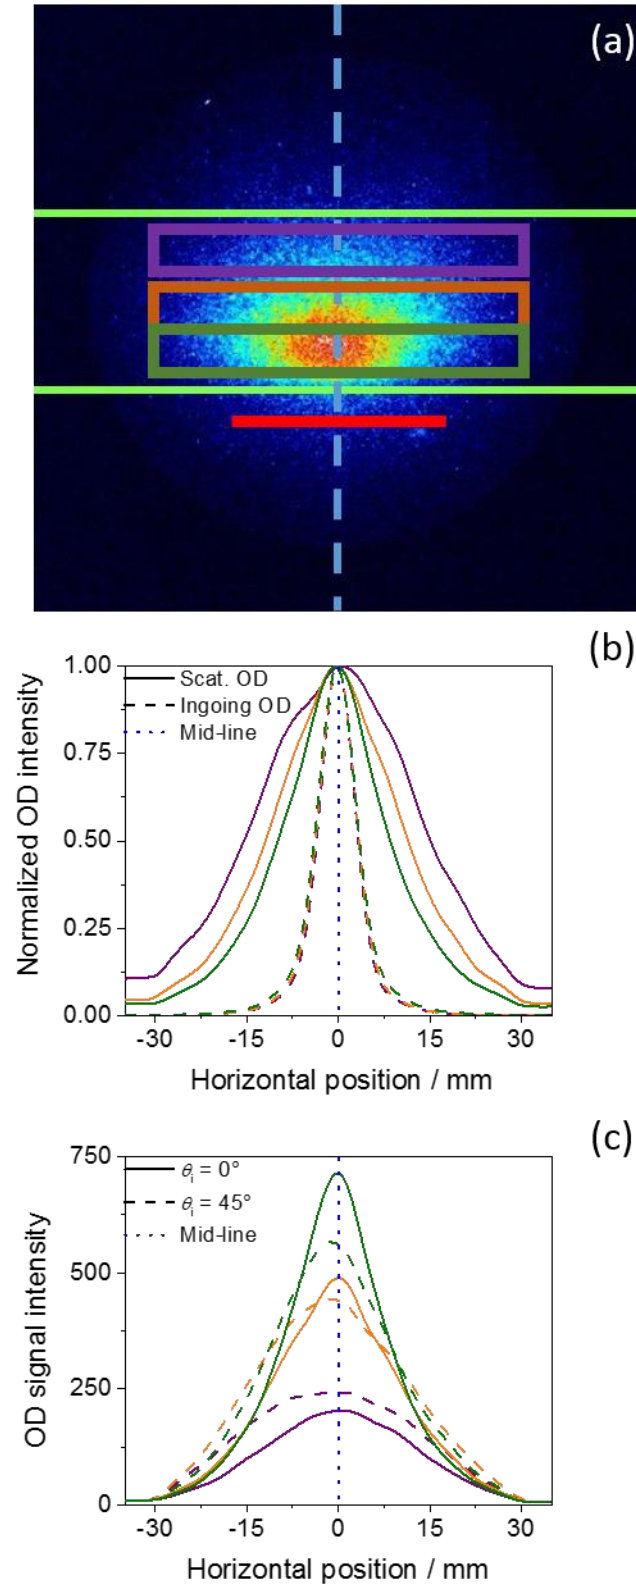 (a)
(b)
1.00
0.75
0.50
0.25
0.00
Normalized OD intensity
Scat. OD
Ingoing OD
Mid-line
-30 -15 0 15 30
Horizontal position / mm
(c)
750
500
250
0
OD signal intensity
θi = 0°
θi = 45°
Mid-line
-30 -15 0 15 30
Horizontal position / mm